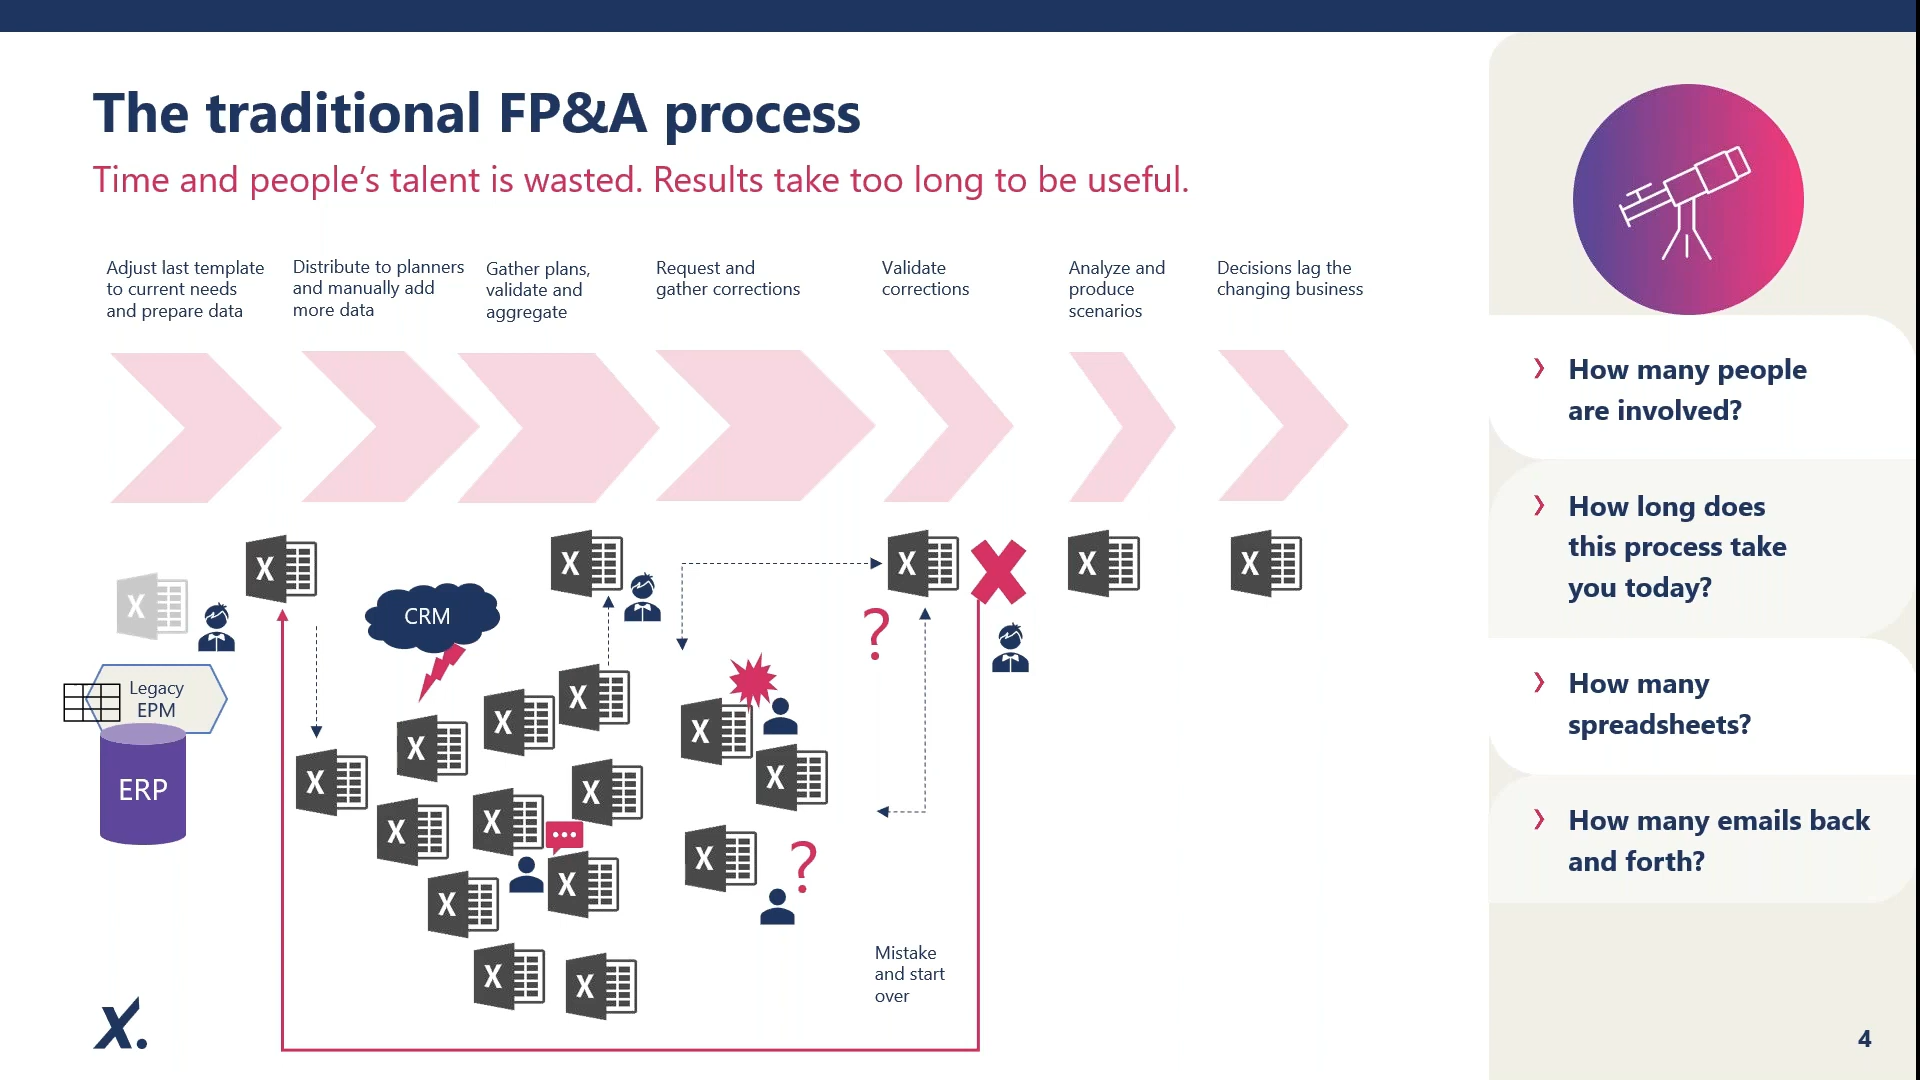 The traditional FP&A process
Time and people’s talent is wasted. Results take too long to be useful.
Adjust last template
to current needs
and prepare data
Distribute to planners
and manually add
more data
Gather plans,
validate and
aggregate
Request and
gather corrections
Validate
corrections
Analyze and
produce
scenarios
Decisions lag the
changing business
X
X
X
X
X
X
CRM
?
Legacy
EPM
ERP
X
X
X
X
X
X
X
X
X
X
X
X
X
X
?
Mistake
and start
over
X.
› How many people
are involved?
› How long does
this process take
you today?
› How many
spreadsheets?
› How many emails back
and forth?
4